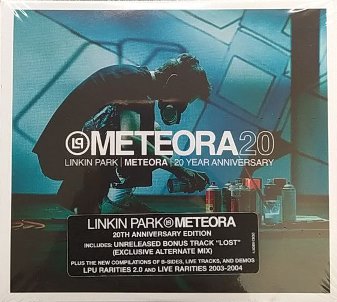 METEORA20
LINKIN PARK | METEORA | 20 YEAR ANNIVERSARY
LINKIN PARK METEORA
20TH ANNIVERSARY EDITION
INCLUDES: UNRELEASED BONUS TRACK "LOST"
(EXCLUSIVE ALTERNATE MIX)
PLUS THE NEW COMPILATIONS OF B-SIDES, LIVE TRACKS, AND DEMOS
LPU RARITIES 2.0 AND LIVE RARITIES 2003-2004